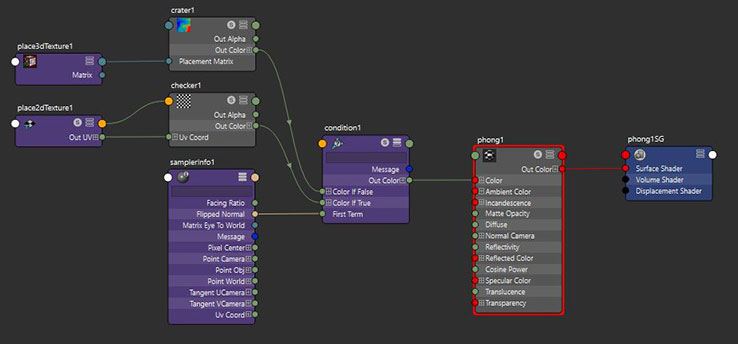 crater1
Out Alpha
Out Color
Placement Matrix
place3dTexture1
Matrix
checker1
Out Alpha
Out Color
Uv Coord
place2dTexture1
Out UV
samplerinfo1
Facing Ratio
Flipped Normal
Matrix Eye To World
Message
Pixel Center
Point Camera
Point Obj
Point World
Tangent UCamera
Tangent VCamera
Uv Coord
condition1
Message
Out Color
Color If False
Color If True
First Term
phong1
Out Color
Color
Ambient Color
Incandescence
Matte Opacity
Diffuse
Normal Camera
Reflectivity
Reflected Color
Cosine Power
Specular Color
Translucence
Transparency
phong1SG
Surface Shader
Volume Shader
Displacement Shader